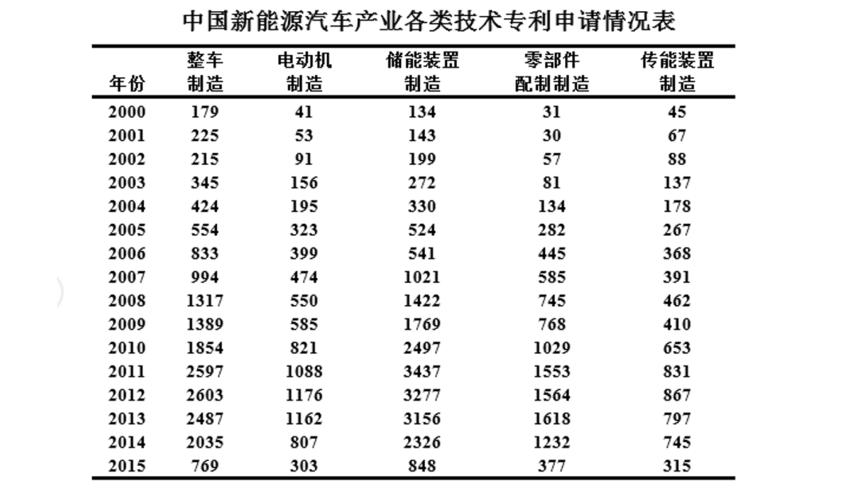 中国新能源汽车产业各类技术专利申请情况表
整车 电动机 储能装置 零部件 传能装置
年份 制造 制造 制造 配制制造 制造
2000 179 41 134 31 45
2001 225 53 143 30 67
2002 215 91 199 57 88
2003 345 156 272 81 137
2004 424 195 330 134 178
2005 554 323 524 282 267
2006 833 399 541 445 368
2007 994 474 1021 585 391
2008 1317 550 1422 745 462
2009 1389 585 1769 768 410
2010 1854 821 2497 1029 653
2011 2597 1088 3437 1553 831
2012 2603 1176 3277 1564 867
2013 2487 1162 3156 1618 797
2014 2035 807 2326 1232 745
2015 769 303 848 377 315